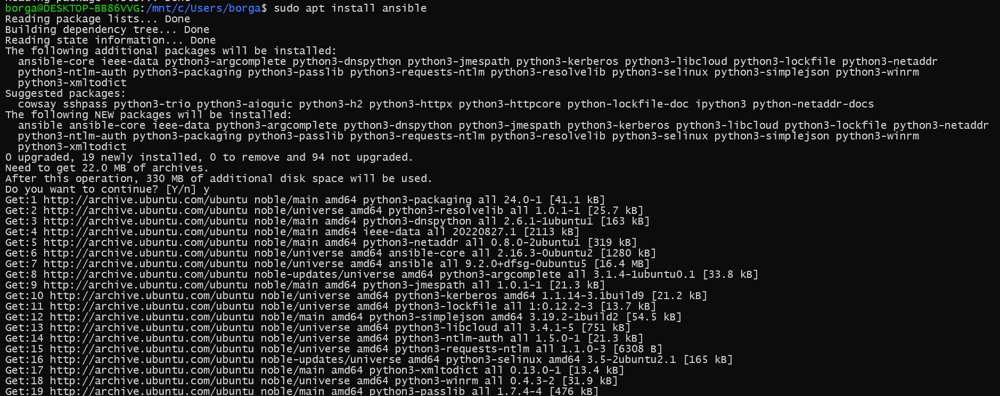 borga@DESKTOP-BB86VVG:/mnt/c/Users/borga$ sudo apt install ansible
Reading package lists... Done
Building dependency tree... Done
Reading state information... Done
The following additional packages will be installed:
  ansible-core ieee-data python3-argcomplete python3-dnspython python3-jmespath python3-kerberos python3-libcloud python3-lockfile python3-netaddr
  python3-ntlm-auth python3-packaging python3-passlib python3-requests-ntlm python3-resolvelib python3-selinux python3-simplejson python3-winrm
  python3-xmltodict
Suggested packages:
  cowsay sshpass python3-trio python3-aioquic python3-h2 python3-httpx python3-httpcore python-lockfile-doc ipython3 python-netaddr-docs
The following NEW packages will be installed:
  ansible ansible-core ieee-data python3-argcomplete python3-dnspython python3-jmespath python3-kerberos python3-libcloud python3-lockfile python3-netaddr
  python3-ntlm-auth python3-packaging python3-passlib python3-requests-ntlm python3-resolvelib python3-selinux python3-simplejson python3-winrm
  python3-xmltodict
0 upgraded, 19 newly installed, 0 to remove and 94 not upgraded.
Need to get 22.0 MB of archives.
After this operation, 330 MB of additional disk space will be used.
Do you want to continue? [Y/n] y
Get:1 http://archive.ubuntu.com/ubuntu noble/main amd64 python3-packaging all 24.0-1 [41.1 kB]
Get:2 http://archive.ubuntu.com/ubuntu noble/universe amd64 python3-resolvelib all 1.0.1-1 [25.7 kB]
Get:3 http://archive.ubuntu.com/ubuntu noble/main amd64 python3-dnspython all 2.6.1-1ubuntu1 [163 kB]
Get:4 http://archive.ubuntu.com/ubuntu noble/main amd64 ieee-data all 20220827.1 [2113 kB]
Get:5 http://archive.ubuntu.com/ubuntu noble/main amd64 python3-netaddr all 0.8.0-2ubuntu1 [319 kB]
Get:6 http://archive.ubuntu.com/ubuntu noble/universe amd64 ansible-core all 2.16.3-0ubuntu2 [1280 kB]
Get:7 http://archive.ubuntu.com/ubuntu noble/universe amd64 ansible all 9.2.0+dfsg-0ubuntu5 [16.4 MB]
Get:8 http://archive.ubuntu.com/ubuntu noble-updates/universe amd64 python3-argcomplete all 3.1.4-1ubuntu0.1 [33.8 kB]
Get:9 http://archive.ubuntu.com/ubuntu noble/main amd64 python3-jmespath all 1.0.1-1 [21.3 kB]
Get:10 http://archive.ubuntu.com/ubuntu noble/universe amd64 python3-kerberos amd64 1.1.14-3.1build9 [21.2 kB]
Get:11 http://archive.ubuntu.com/ubuntu noble/universe amd64 python3-lockfile all 1:0.12.2-3 [13.7 kB]
Get:12 http://archive.ubuntu.com/ubuntu noble/main amd64 python3-simplejson amd64 3.19.2-1build2 [54.5 kB]
Get:13 http://archive.ubuntu.com/ubuntu noble/universe amd64 python3-libcloud all 3.4.1-5 [751 kB]
Get:14 http://archive.ubuntu.com/ubuntu noble/universe amd64 python3-ntlm-auth all 1.5.0-1 [21.3 kB]
Get:15 http://archive.ubuntu.com/ubuntu noble/universe amd64 python3-requests-ntlm all 1.1.0-3 [6308 B]
Get:16 http://archive.ubuntu.com/ubuntu noble-updates/universe amd64 python3-selinux amd64 3.5-2ubuntu2.1 [165 kB]
Get:17 http://archive.ubuntu.com/ubuntu noble/main amd64 python3-xmltodict all 0.13.0-1 [13.4 kB]
Get:18 http://archive.ubuntu.com/ubuntu noble/universe amd64 python3-winrm all 0.4.3-2 [31.9 kB]
Get:19 http://archive.ubuntu.com/ubuntu noble/main amd64 python3-passlib all 1.7.4-4 [476 kB]